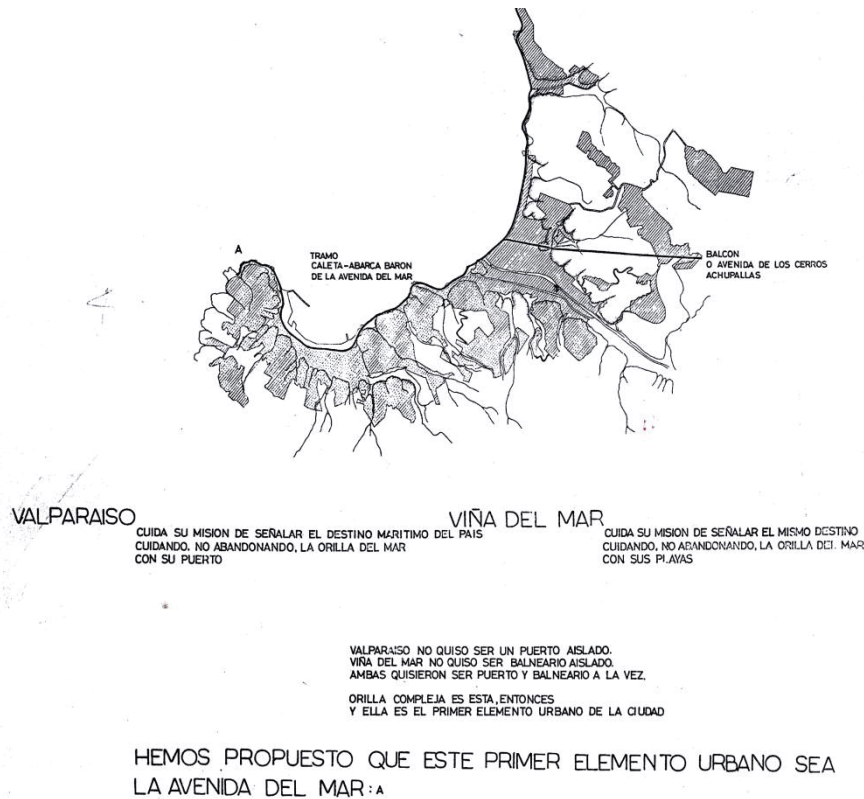 A
TRAMO
CALETA-ABARCA BARON
DE LA AVENIDA DEL MAR
BALCON
O AVENIDA DE LOS CERROS
ACHUPALLAS
VALPARAISO
CUIDA SU MISION DE SEÑALAR EL DESTINO MARITIMO DEL PAIS
CUIDANDO, NO ABANDONANDO, LA ORILLA DEL MAR
CON SU PUERTO
VIÑA DEL MAR
CUIDA SU MISION DE SEÑALAR EL MISMO DESTINO
CUIDANDO, NO ABANDONANDO, LA ORILLA DEL MAR
CON SUS PLAYAS
VALPARAISO NO QUISO SER UN PUERTO AISLADO.
VIÑA DEL MAR NO QUISO SER BALNEARIO AISLADO.
AMBAS QUISIERON SER PUERTO Y BALNEARIO A LA VEZ.
ORILLA COMPLEJA ES ESTA, ENTONCES
Y ELLA ES EL PRIMER ELEMENTO URBANO DE LA CIUDAD
HEMOS PROPUESTO QUE ESTE PRIMER ELEMENTO URBANO SEA
LA AVENIDA DEL MAR: A